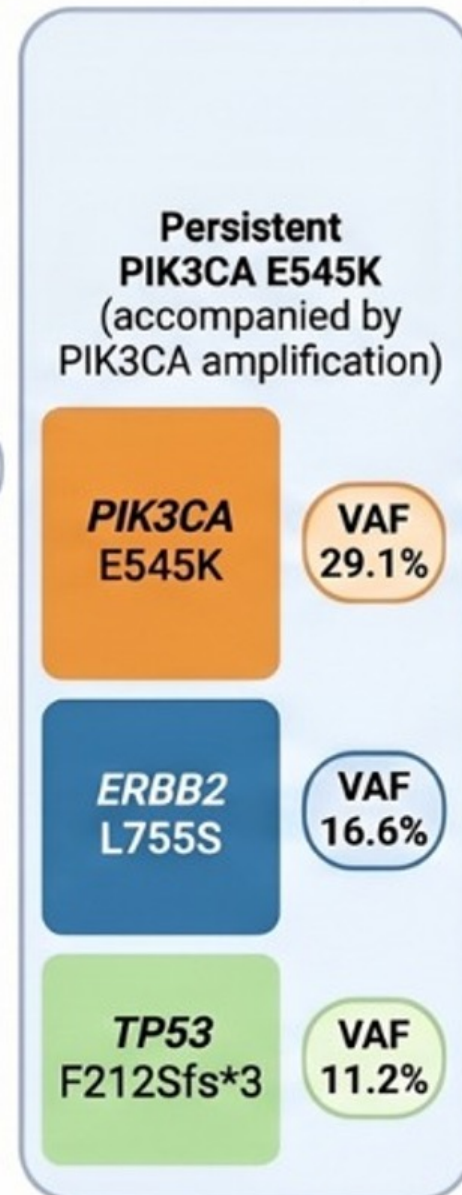 Persistent
PIK3CA E545K
(accompanied by
PIK3CA amplification)
PIK3CA
E545K
VAF
29.1%
ERBB2
L755S
VAF
16.6%
TP53
F212Sfs*3
VAF
11.2%